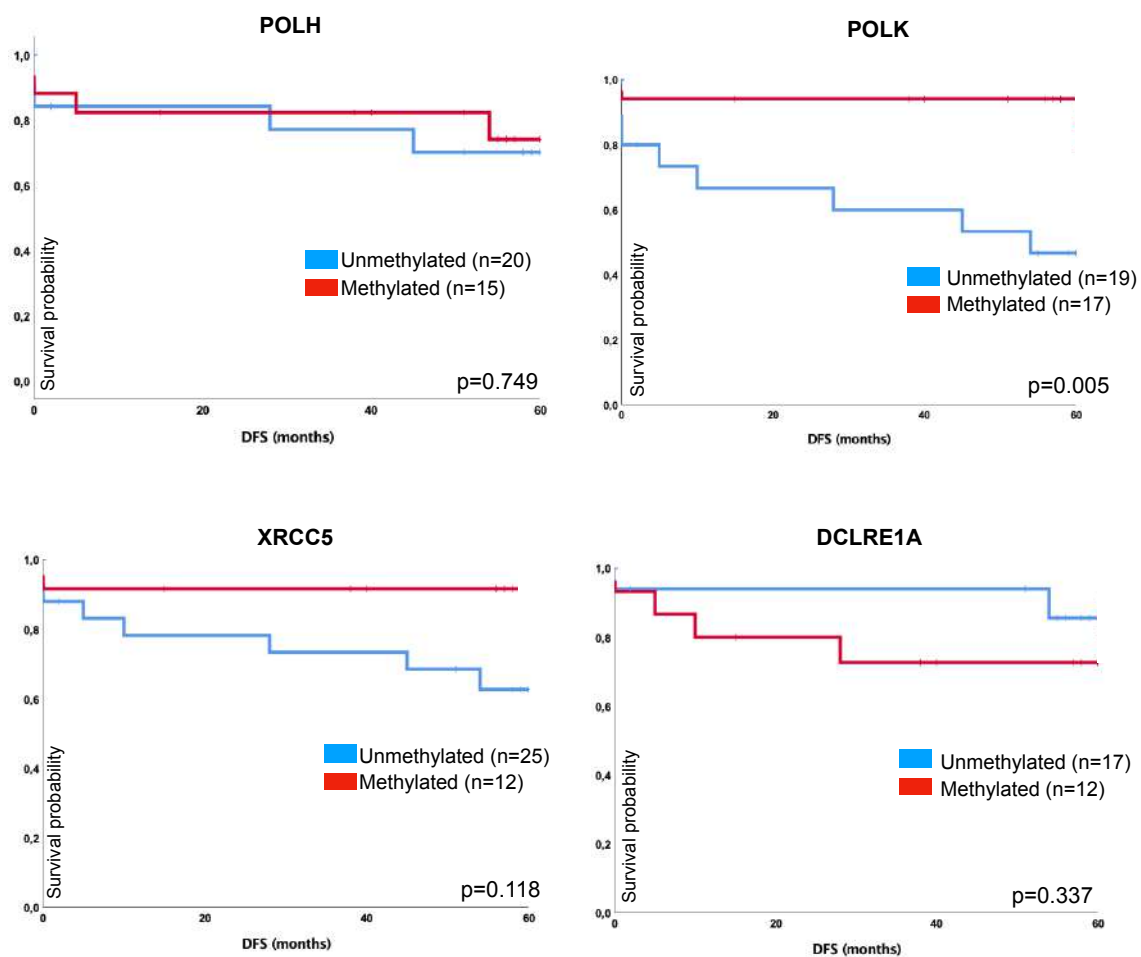 POLH
1,0
0,8
0,6
0,4
0,2
0,0
Survival probability
Unmethylated (n=20)
Methylated (n=15)
p=0.749
0
20
40
60
DFS (months)
POLK
1,0
0,8
0,6
0,4
0,2
0,0
Survival probability
Unmethylated (n=19)
Methylated (n=17)
p=0.005
0
20
40
60
DFS (months)
XRCC5
1,0
0,8
0,6
0,4
0,2
0,0
Survival probability
Unmethylated (n=25)
Methylated (n=12)
p=0.118
0
20
40
60
DFS (months)
DCLRE1A
1,0
0,8
0,6
0,4
0,2
0,0
Survival probability
Unmethylated (n=17)
Methylated (n=12)
p=0.337
0
20
40
60
DFS (months)